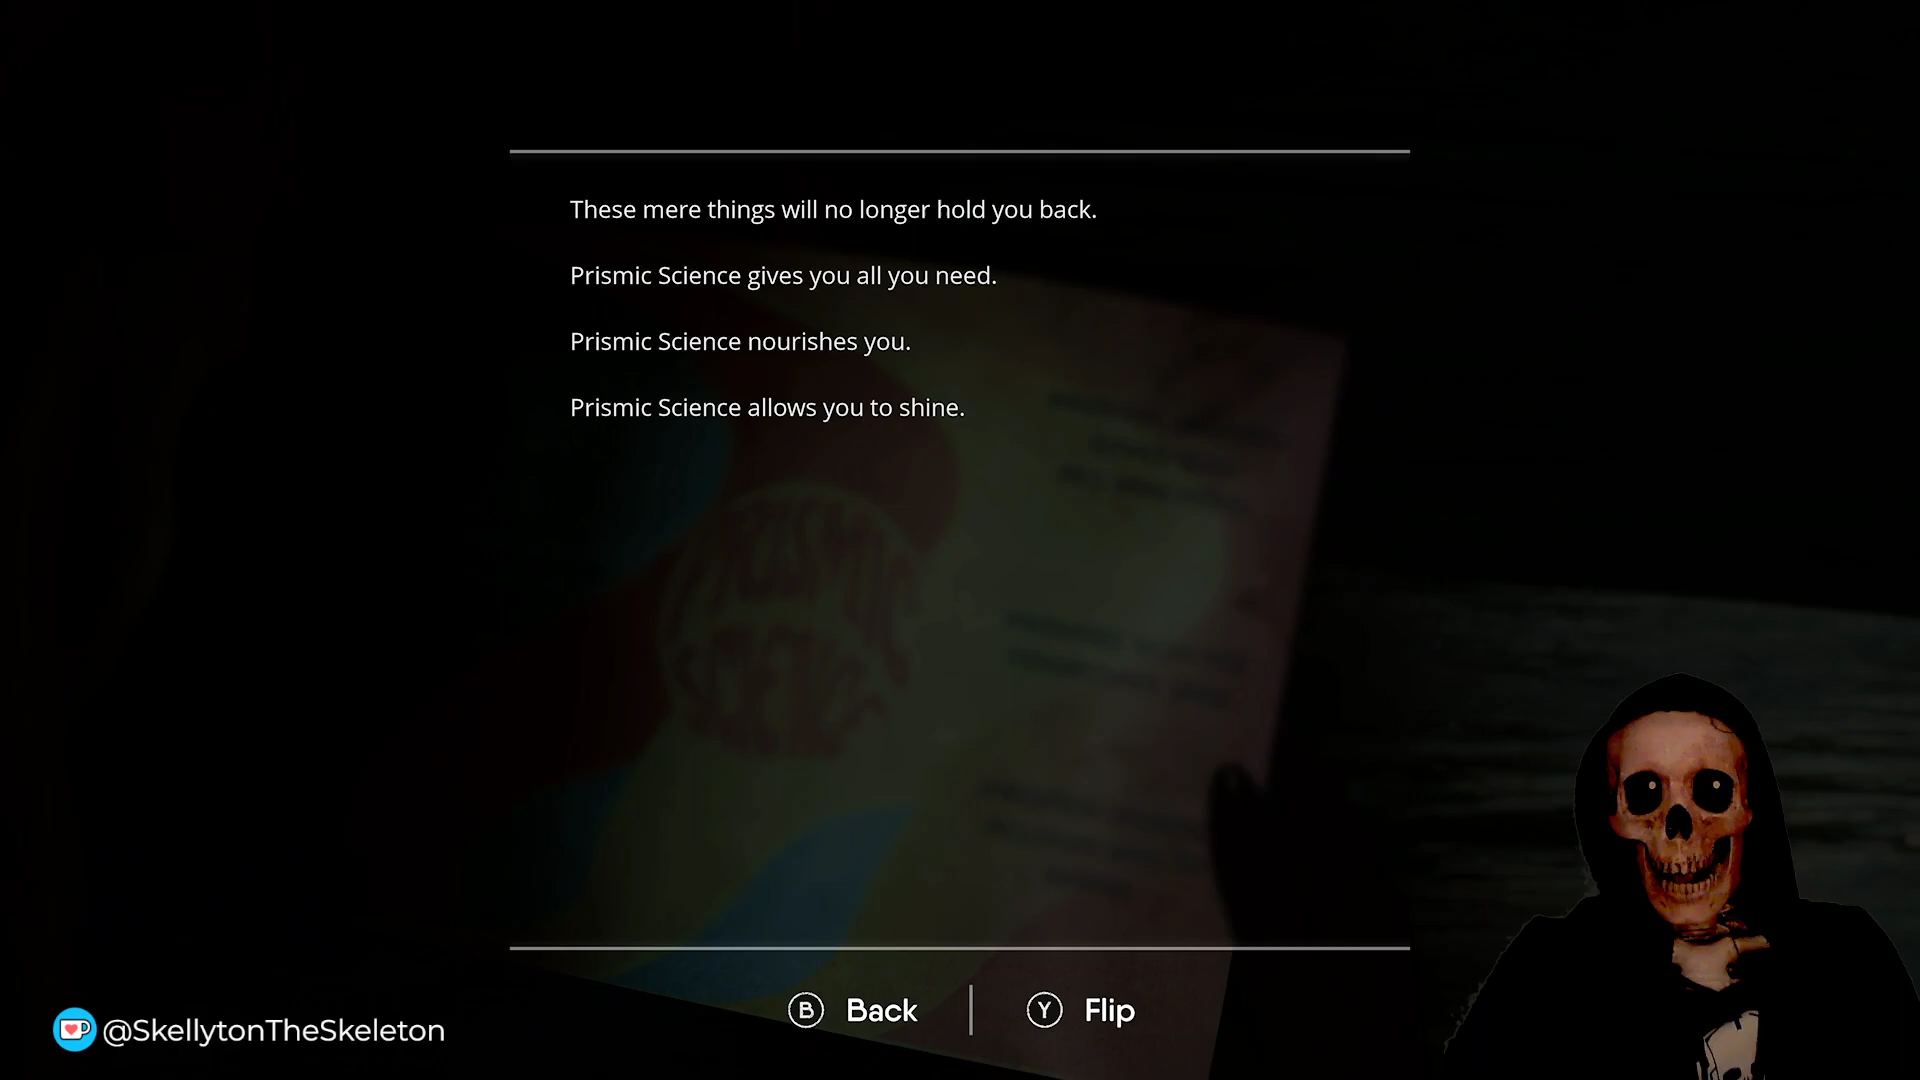 These mere things will no longer hold you back.
Prismic Science gives you all you need.
Prismic Science nourishes you.
Prismic Science allows you to shine.
B Back
Y Flip
@SkellytonTheSkeleton